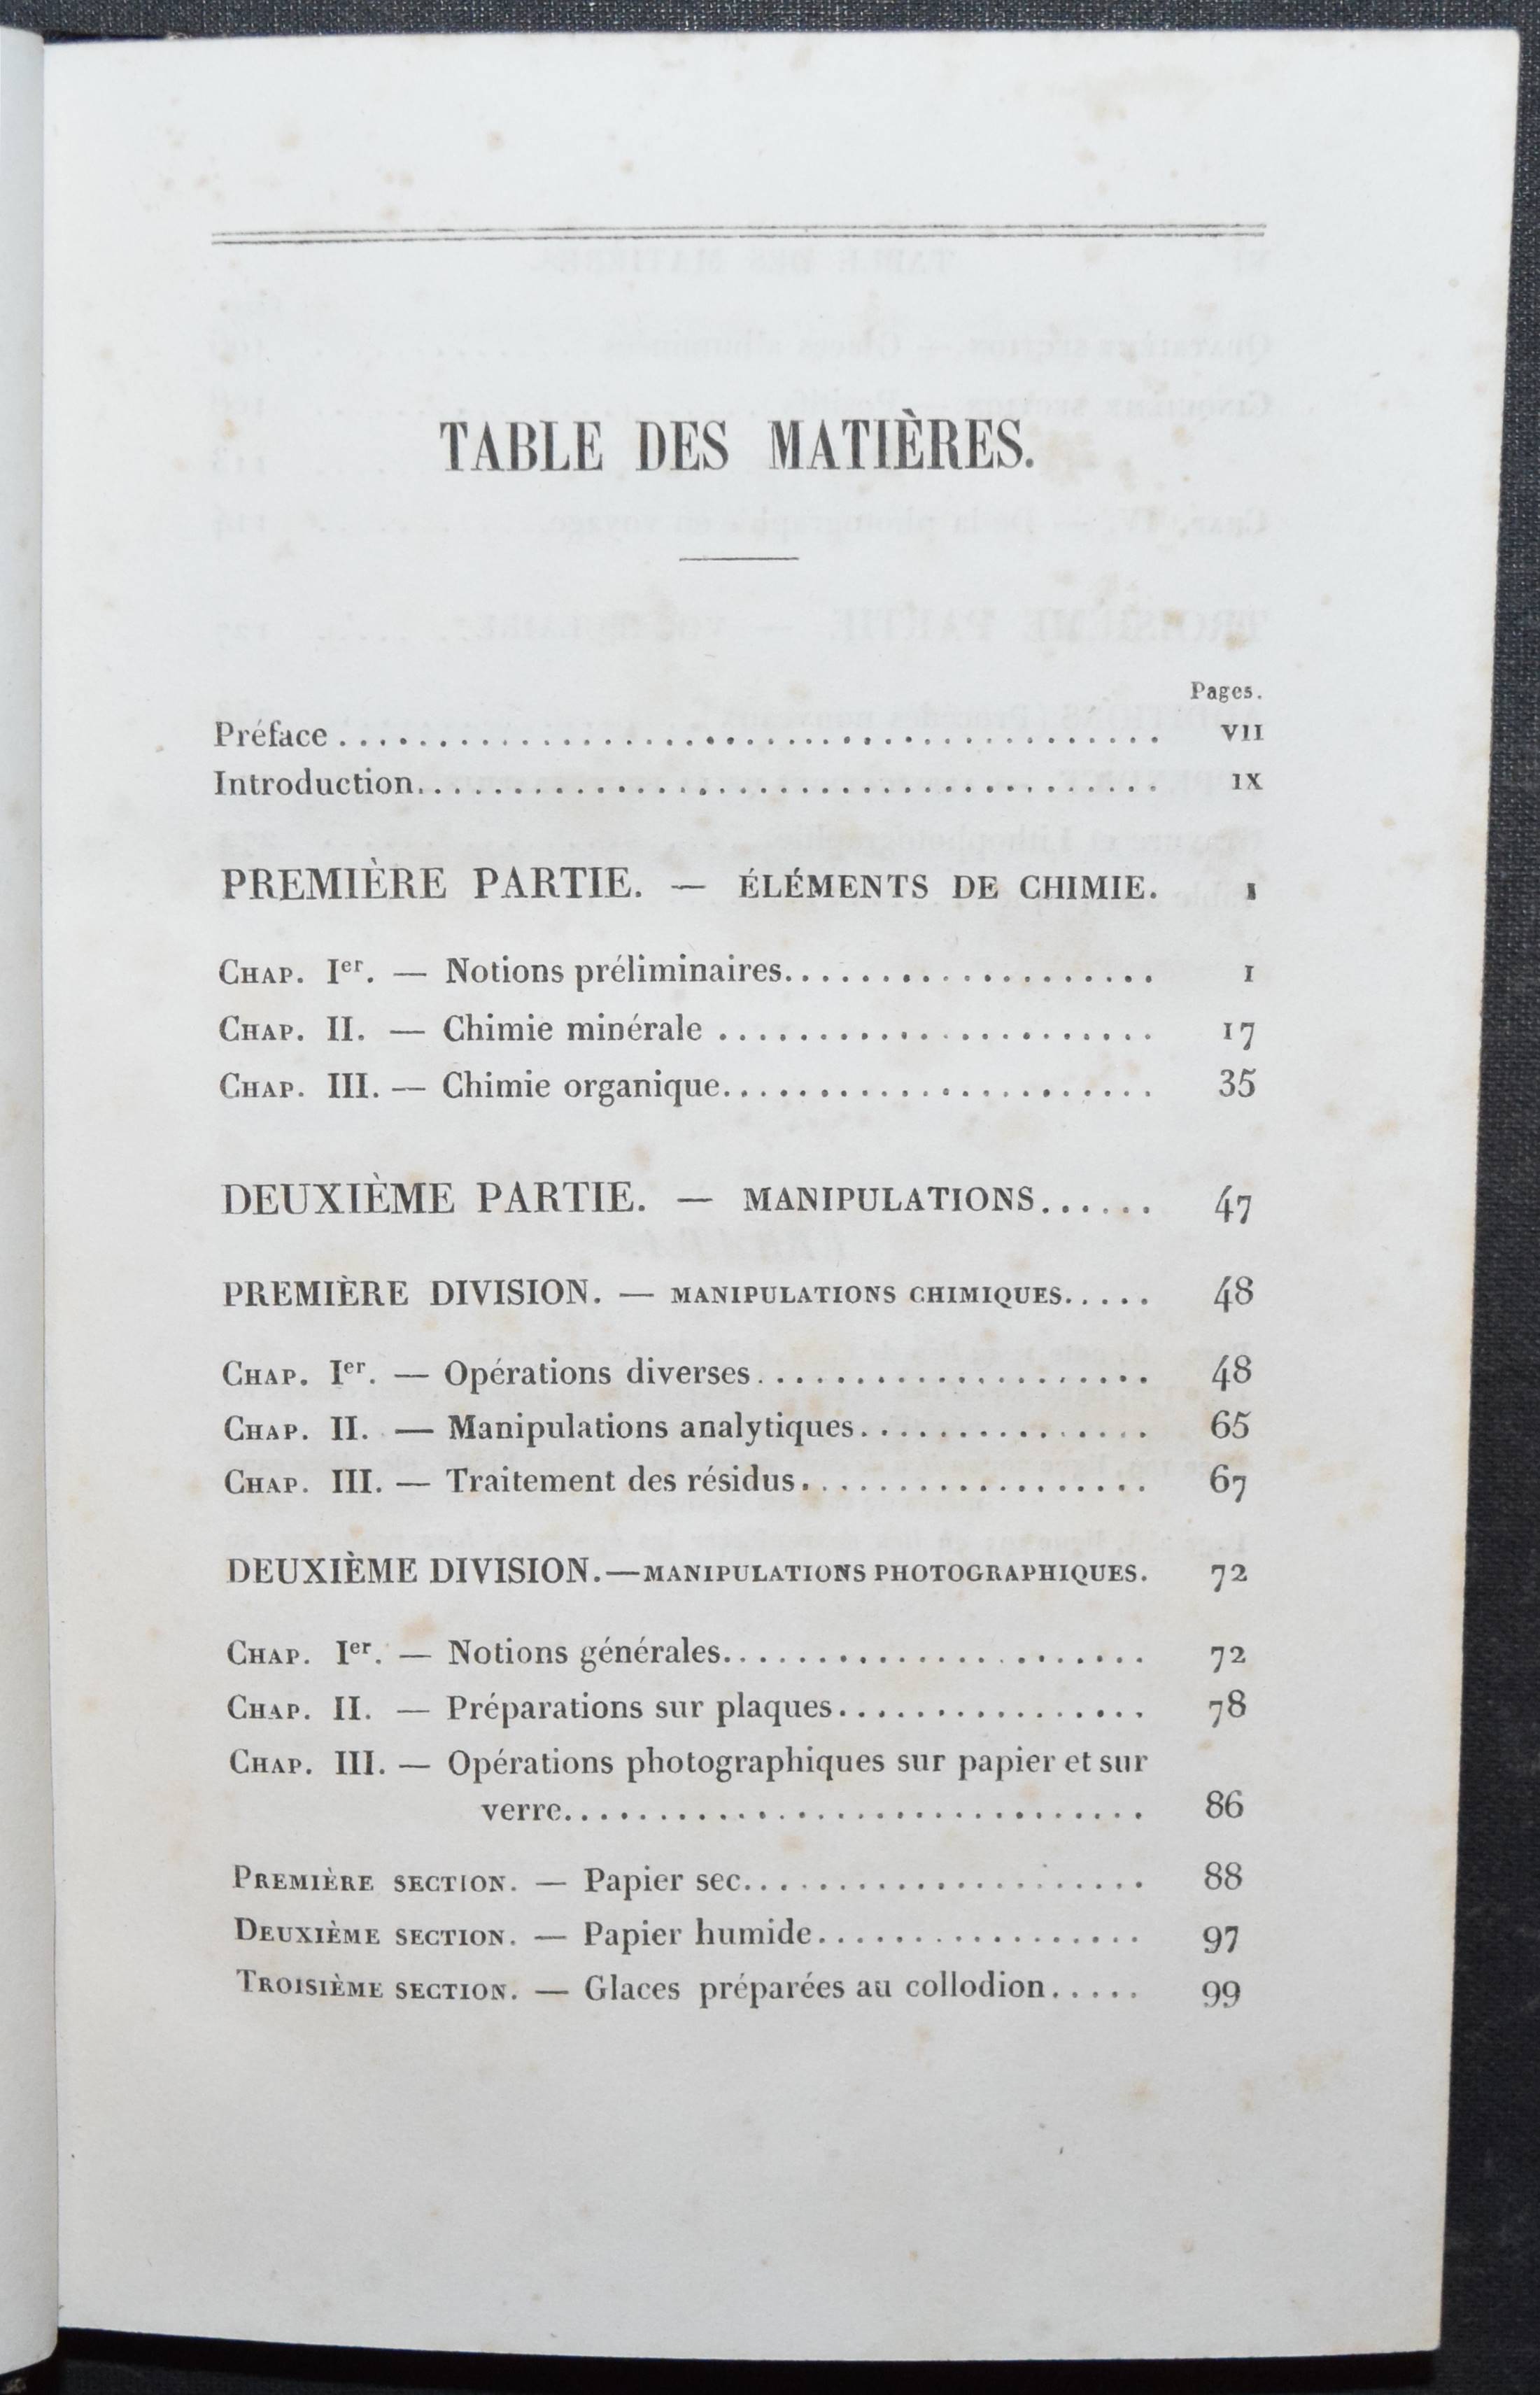 TABLE DES MATIÈRES.
Pages.
Préface........................................ VII
Introduction..................................... IX
PREMIÈRE PARTIE. — ÉLÉMENTS DE CHIMIE. 1
CHAP. Ier. — Notions préliminaires................... 1
CHAP. II. — Chimie minérale ...................... 17
CHAP. III. — Chimie organique...................... 35
DEUXIÈME PARTIE. — MANIPULATIONS...... 47
PREMIÈRE DIVISION. — MANIPULATIONS CHIMIQUES..... 48
CHAP. Ier. — Opérations diverses.................... 48
CHAP. II. — Manipulations analytiques............... 65
CHAP. III. — Traitement des résidus.................. 67
DEUXIÈME DIVISION.—MANIPULATIONS PHOTOGRAPHIQUES. 72
CHAP. Ier. — Notions générales...................... 72
CHAP. II. — Préparations sur plaques................ 78
CHAP. III. — Opérations photographiques sur papier et sur
verre.............................. 86
PREMIÈRE SECTION. — Papier sec..................... 88
DEUXIÈME SECTION. — Papier humide................. 97
TROISIÈME SECTION. — Glaces préparées au collodion..... 99